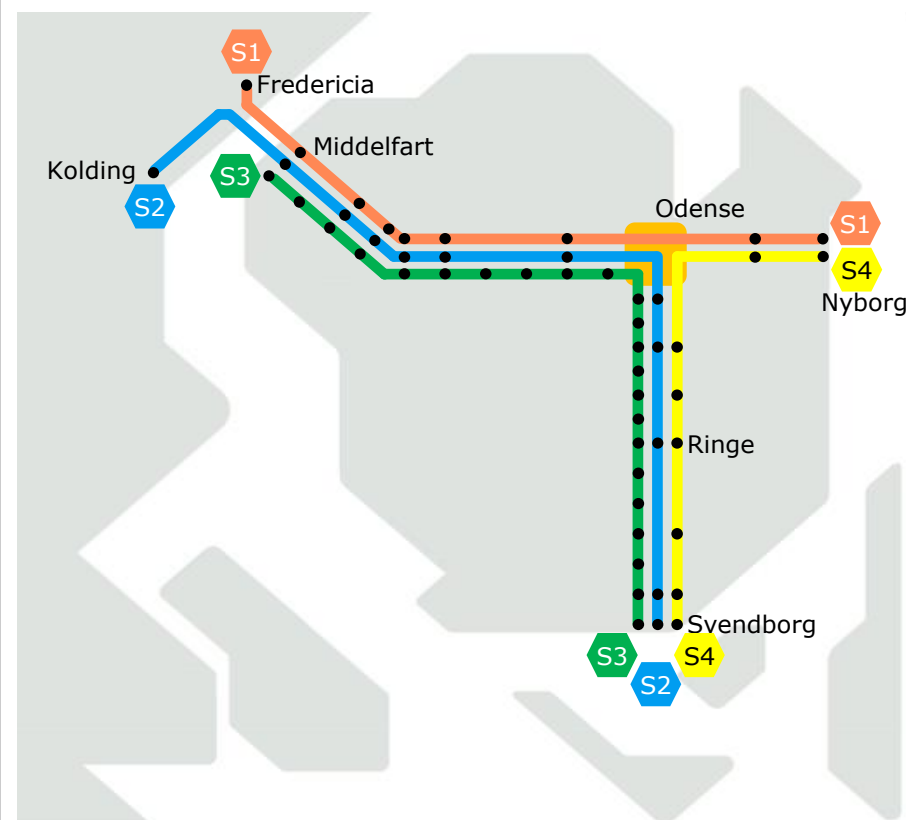 S1
Fredericia
Middelfart
Kolding
S3
S2
Odense
S1
S4
Nyborg
Ringe
Svendborg
S3
S4
S2